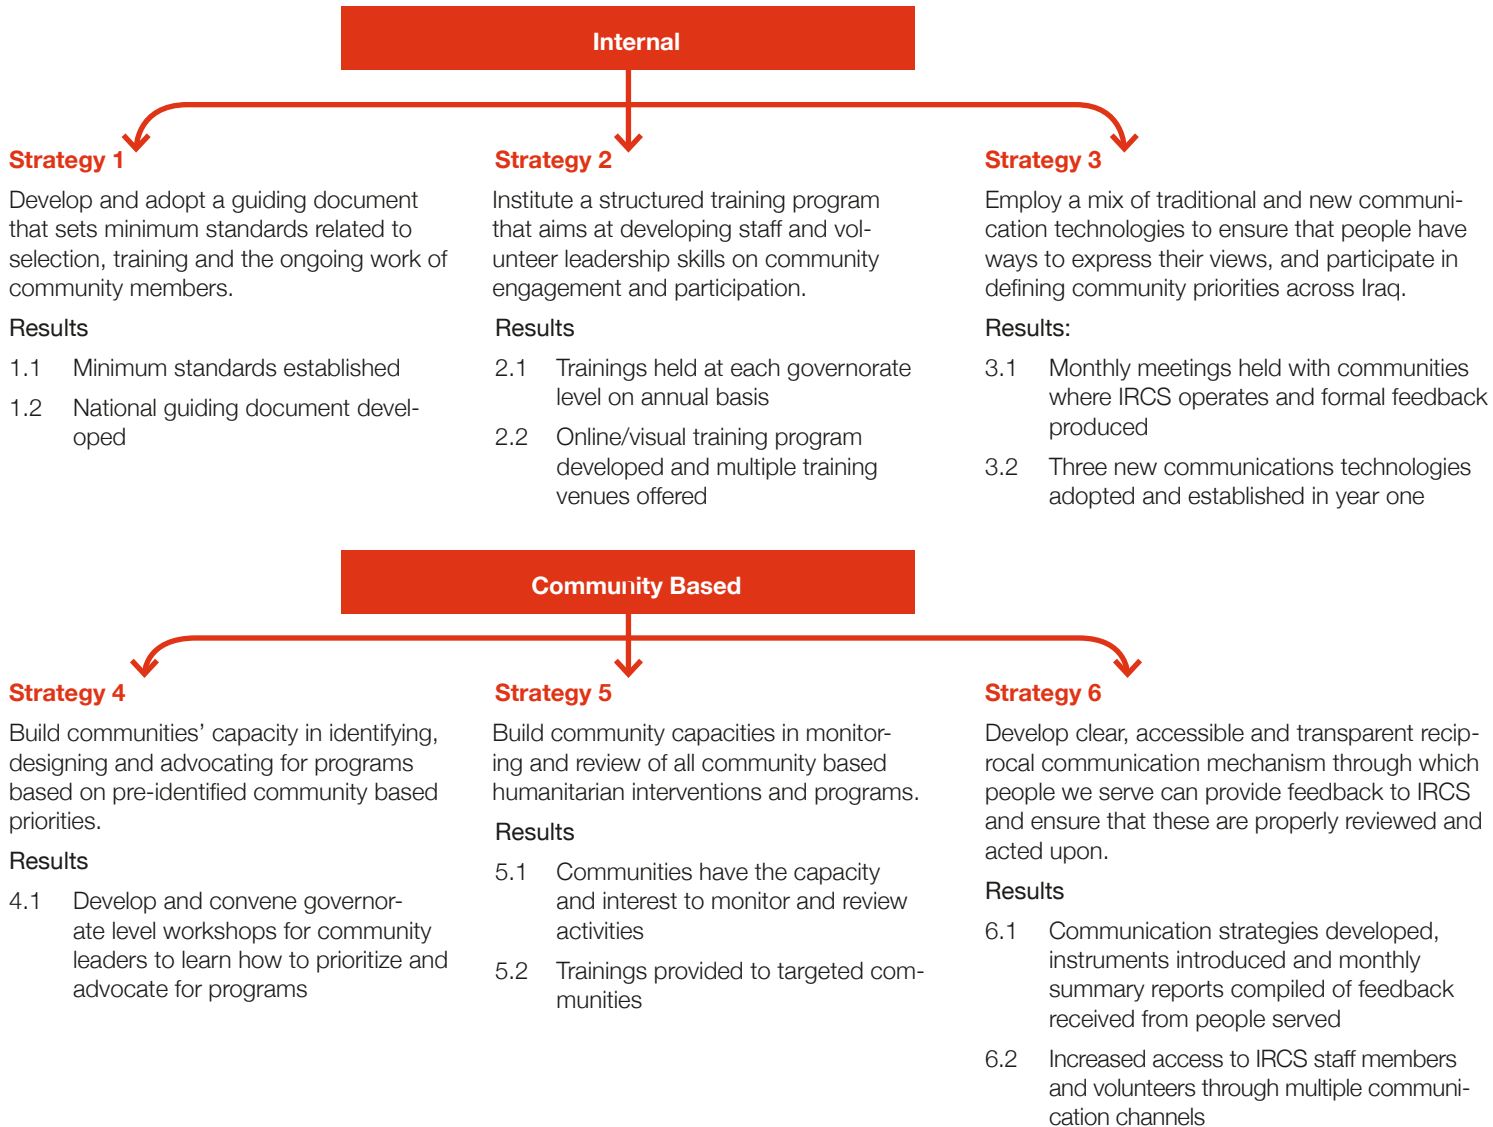 Internal
Strategy 1
Develop and adopt a guiding document
that sets minimum standards related to
selection, training and the ongoing work of
community members.
Results
1.1 Minimum standards established
1.2 National guiding document devel-
oped
Strategy 2
Institute a structured training program
that aims at developing staff and vol-
unteer leadership skills on community
engagement and participation.
Results
2.1 Trainings held at each governorate
level on annual basis
2.2 Online/visual training program
developed and multiple training
venues offered
Strategy 3
Employ a mix of traditional and new communi-
cation technologies to ensure that people have
ways to express their views, and participate in
defining community priorities across Iraq.
Results:
3.1 Monthly meetings held with communities
where IRCS operates and formal feedback
produced
3.2 Three new communications technologies
adopted and established in year one
Community Based
Strategy 4
Build communities’ capacity in identifying,
designing and advocating for programs
based on pre-identified community based
priorities.
Results
4.1 Develop and convene governor-
ate level workshops for community
leaders to learn how to prioritize and
advocate for programs
Strategy 5
Build community capacities in monitor-
ing and review of all community based
humanitarian interventions and programs.
Results
5.1 Communities have the capacity
and interest to monitor and review
activities
5.2 Trainings provided to targeted com-
munities
Strategy 6
Develop clear, accessible and transparent recip-
rocal communication mechanism through which
people we serve can provide feedback to IRCS
and ensure that these are properly reviewed and
acted upon.
Results
6.1 Communication strategies developed,
instruments introduced and monthly
summary reports compiled of feedback
received from people served
6.2 Increased access to IRCS staff members
and volunteers through multiple communi-
cation channels